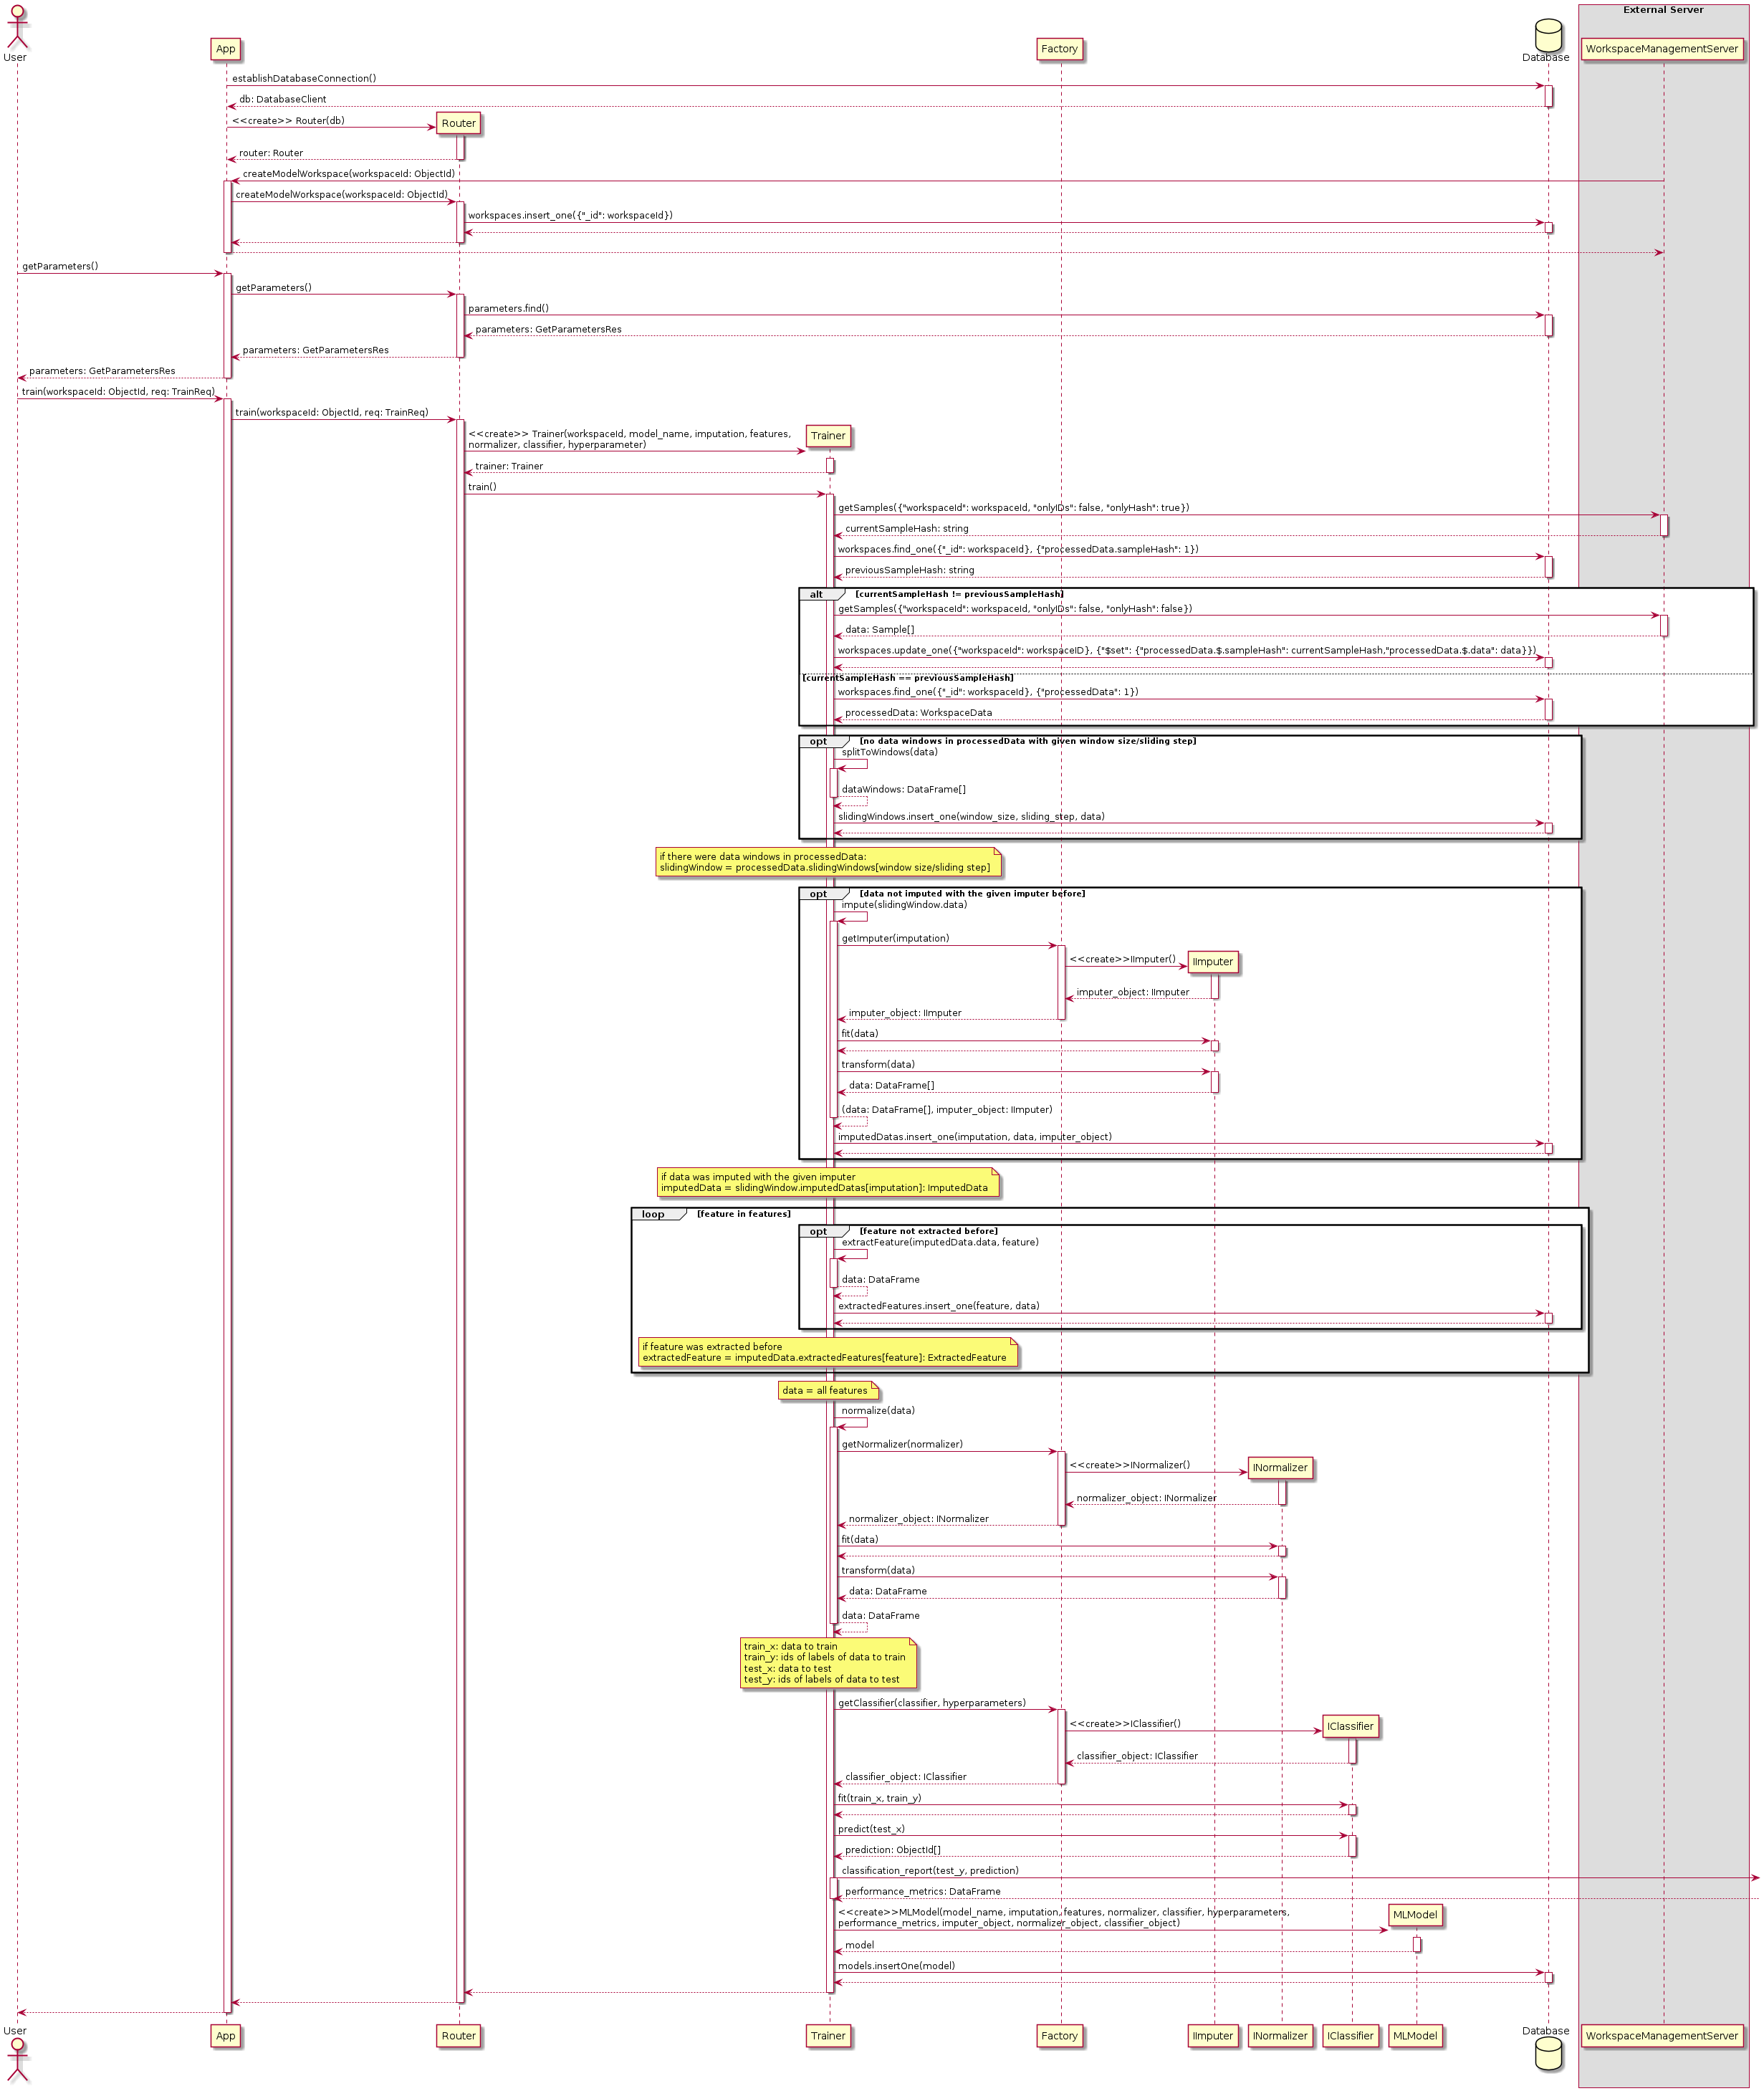 External Server
User
App
Factory
Database
WorkspaceManagementServer
establishDatabaseConnection()
db: DatabaseClient
<<create>> Router(db)
Router
router: Router
createModelWorkspace(workspaceId: ObjectId)
createModelWorkspace(workspaceId: ObjectId)
workspaces.insert_one({"_id": workspaceId})
getParameters()
getParameters()
parameters.find()
parameters: GetParametersRes
parameters: GetParametersRes
parameters: GetParametersRes
train(workspaceId: ObjectId, req: TrainReq)
train(workspaceId: ObjectId, req: TrainReq)
<<create>> Trainer(workspaceId, model_name, imputation, features,
normalizer, classifier, hyperparameter)
Trainer
trainer: Trainer
train()
getSamples({"workspaceId": workspaceId, "onlyIDs": false, "onlyHash": true})
currentSampleHash: string
workspaces.find_one({"_id": workspaceId}, {"processedData.sampleHash": 1})
previousSampleHash: string
alt [currentSampleHash != previousSampleHash]
getSamples({"workspaceId": workspaceId, "onlyIDs": false, "onlyHash": false})
data: Sample[]
workspaces.update_one({"workspaceId": workspaceID}, {"$set": {"processedData.$.sampleHash": currentSampleHash,"processedData.$.data": data}})
[currentSampleHash == previousSampleHash]
workspaces.find_one({"_id": workspaceId}, {"processedData": 1})
processedData: WorkspaceData
opt [no data windows in processedData with given window size/sliding step]
splitToWindows(data)
dataWindows: DataFrame[]
slidingWindows.insert_one(window_size, sliding_step, data)
if there were data windows in processedData:
slidingWindow = processedData.slidingWindows[window size/sliding step]
opt [data not imputed with the given imputer before]
impute(slidingWindow.data)
getImputer(imputation)
<<create>>IImputer()
IImputer
imputer_object: IImputer
imputer_object: IImputer
fit(data)
transform(data)
data: DataFrame[]
(data: DataFrame[], imputer_object: IImputer)
imputedDatas.insert_one(imputation, data, imputer_object)
if data was imputed with the given imputer
imputedData = slidingWindow.imputedDatas[imputation]: ImputedData
loop [feature in features]
opt [feature not extracted before]
extractFeature(imputedData.data, feature)
data: DataFrame
extractedFeatures.insert_one(feature, data)
if feature was extracted before
extractedFeature = imputedData.extractedFeatures[feature]: ExtractedFeature
data = all features
normalize(data)
getNormalizer(normalizer)
<<create>>INormalizer()
INormalizer
normalizer_object: INormalizer
normalizer_object: INormalizer
fit(data)
transform(data)
data: DataFrame
data: DataFrame
train_x: data to train
train_y: ids of labels of data to train
test_x: data to test
test_y: ids of labels of data to test
getClassifier(classifier, hyperparameters)
<<create>>IClassifier()
IClassifier
classifier_object: IClassifier
classifier_object: IClassifier
fit(train_x, train_y)
predict(test_x)
prediction: ObjectId[]
classification_report(test_y, prediction)
performance_metrics: DataFrame
<<create>>MLModel(model_name, imputation, features, normalizer, classifier, hyperparameters,
performance_metrics, imputer_object, normalizer_object, classifier_object)
MLModel
model
models.insertOne(model)
User
App
Router
Trainer
Factory
IImputer
INormalizer
IClassifier
MLModel
Database
WorkspaceManagementServer